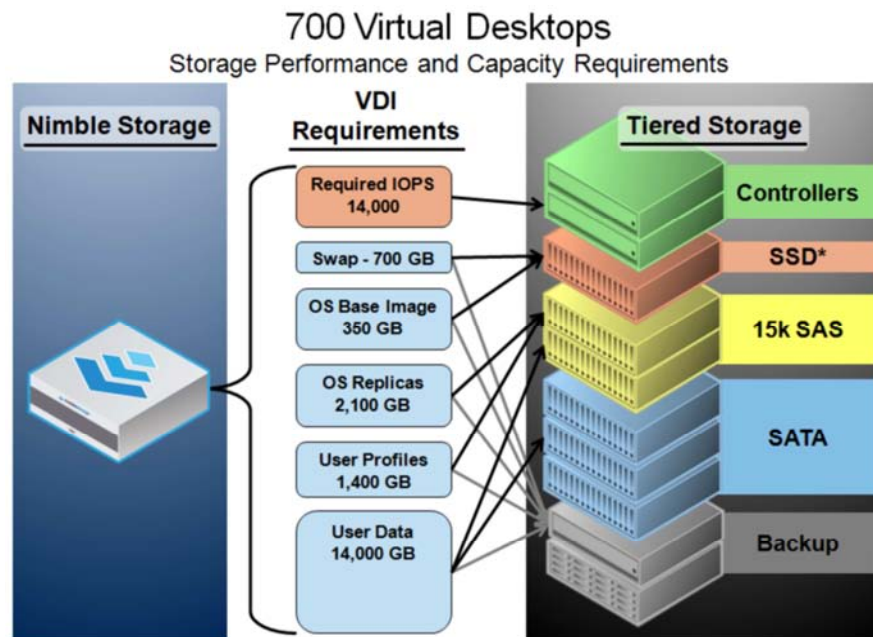 700 Virtual Desktops
Storage Performance and Capacity Requirements
Nimble Storage
VDI
Requirements
Tiered Storage
Required IOPS
14,000
Swap - 700 GB
OS Base Image
350 GB
OS Replicas
2,100 GB
User Profiles
1,400 GB
User Data
14,000 GB
Controllers
SSD*
15k SAS
SATA
Backup